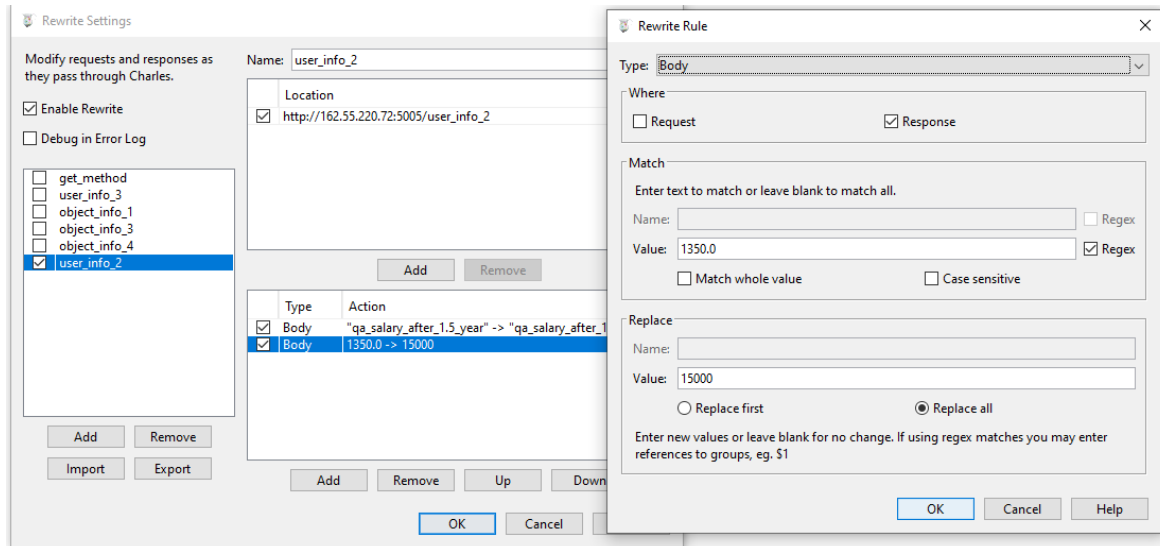 Rewrite Settings
Modify requests and responses as
they pass through Charles.
Enable Rewrite
Debug in Error Log
get_method
user_info_3
object_info_1
object_info_3
object_info_4
user_info_2
Add Remove
Import Export
Name: user_info_2
Location
http://162.55.220.72:5005/user_info_2
Add Remove
Type Action
Body "qa_salary_after_1.5_year" -> "qa_salary_after_1
Body 1350.0 -> 15000
Add Remove Up Down
OK Cancel
Rewrite Rule
Type: Body
Where
Request Response
Match
Enter text to match or leave blank to match all.
Name: Regex
Value: 1350.0 Regex
Match whole value Case sensitive
Replace
Name:
Value: 15000
Replace first Replace all
Enter new values or leave blank for no change. If using regex matches you may enter
references to groups, eg. $1
OK Cancel Help